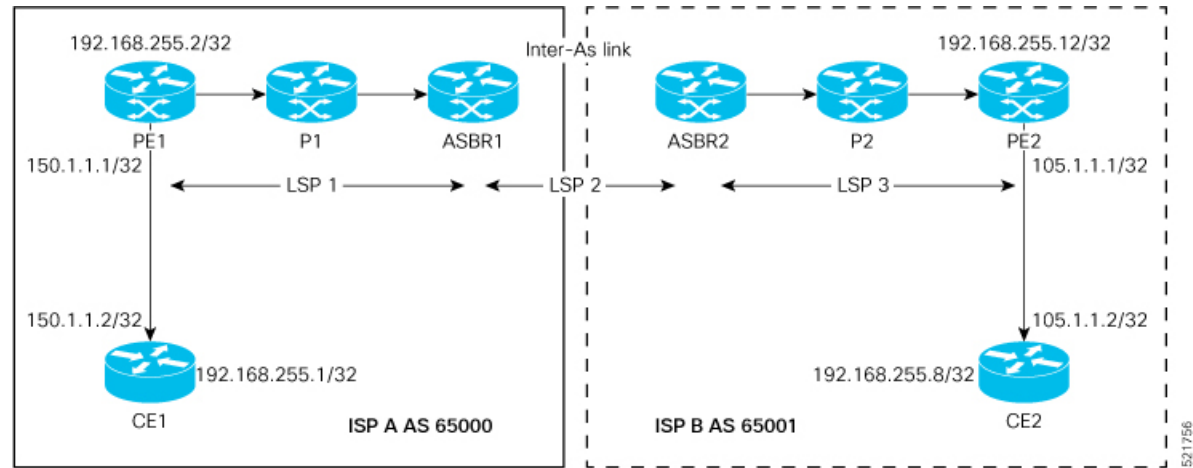 192.168.255.2/32
Inter-As link
192.168.255.12/32
PE1
P1
ASBR1
ASBR2
P2
PE2
150.1.1.1/32
105.1.1.1/32
LSP 1
LSP 2
LSP 3
150.1.1.2/32
105.1.1.2/32
192.168.255.1/32
192.168.255.8/32
CE1
ISP A AS 65000
ISP B AS 65001
CE2
521756